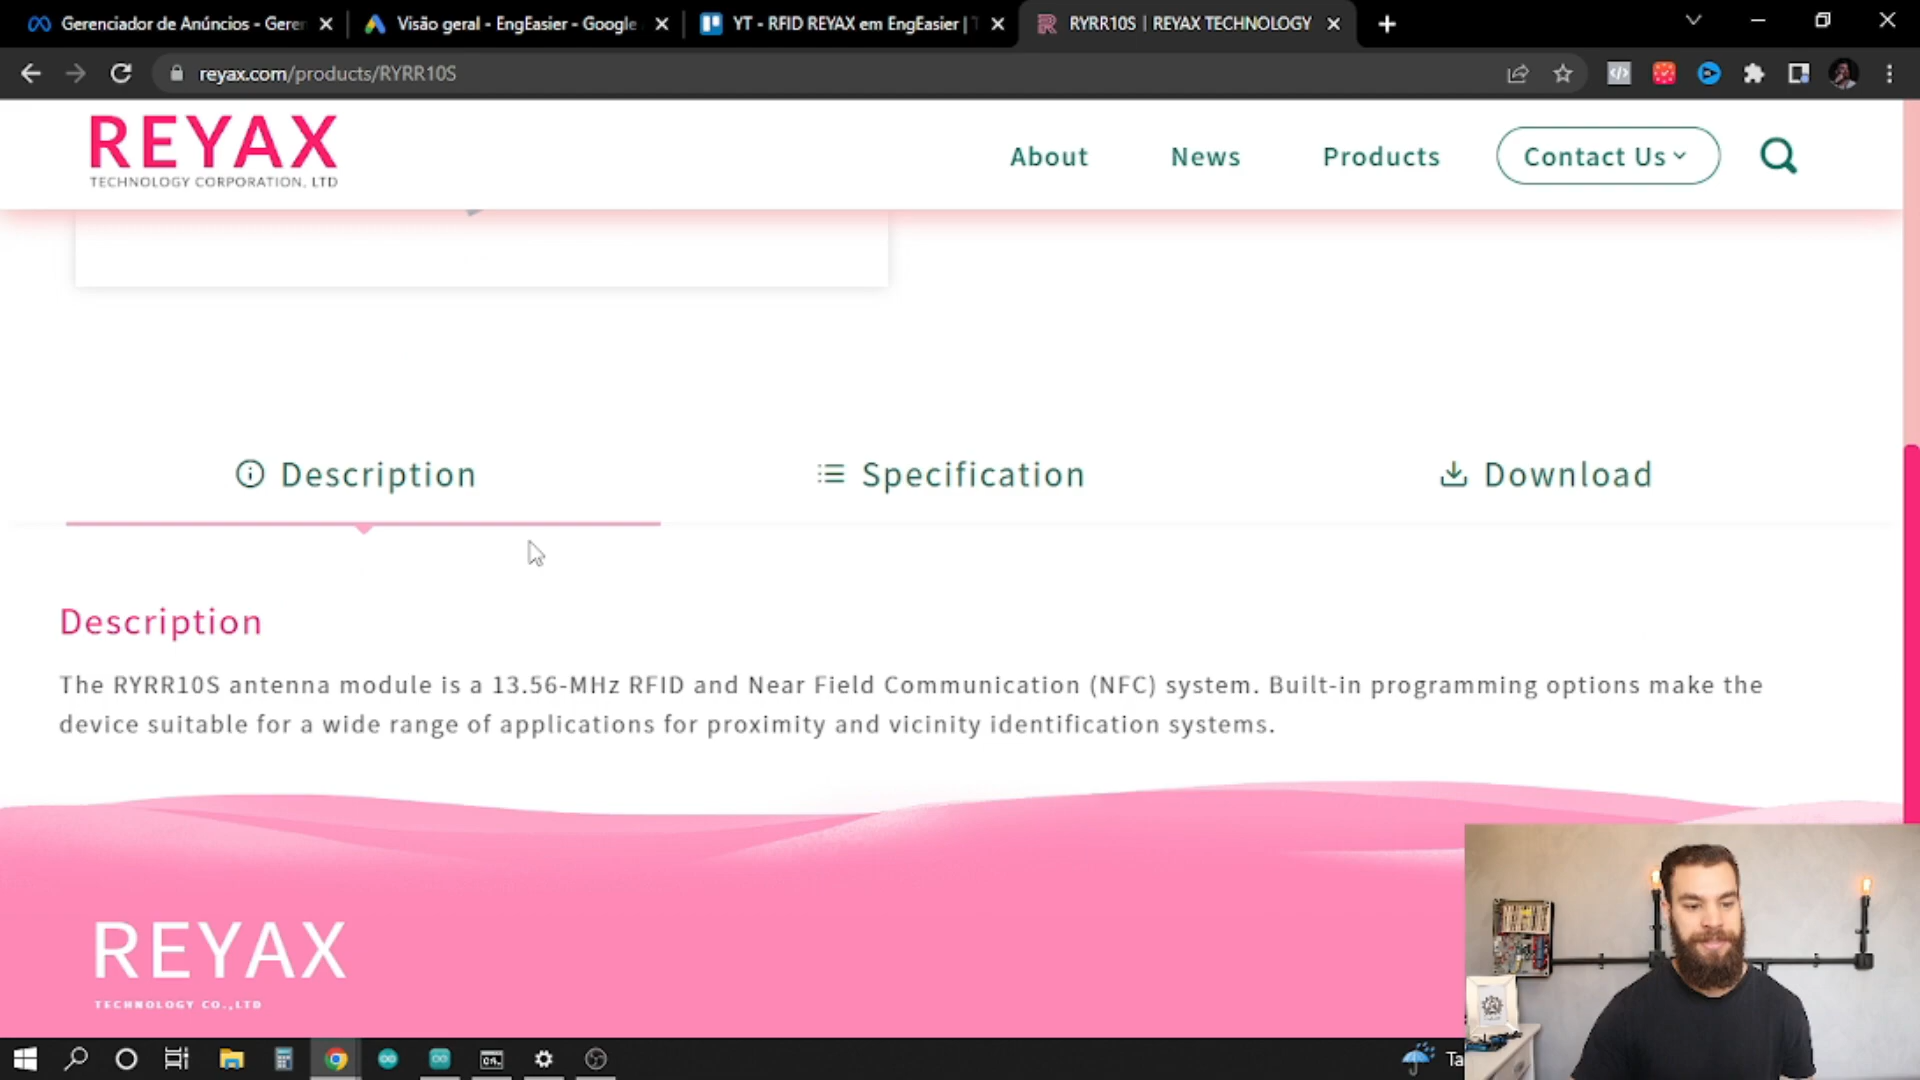 Gerenciador de Anúncios - Geren
Visão geral - EngEasier - Google
YT - RFID REYAX em EngEasier |
RYRR10S | REYAX TECHNOLOGY
reyax.com/products/RYRR10S
REYAX
TECHNOLOGY CORPORATION, LTD
About
News
Products
Contact Us
Description
Specification
Download
Description
The RYRR10S antenna module is a 13.56-MHz RFID and Near Field Communication (NFC) system. Built-in programming options make the
device suitable for a wide range of applications for proximity and vicinity identification systems.
REYAX
TECHNOLOGY CO.,LTD
Ta